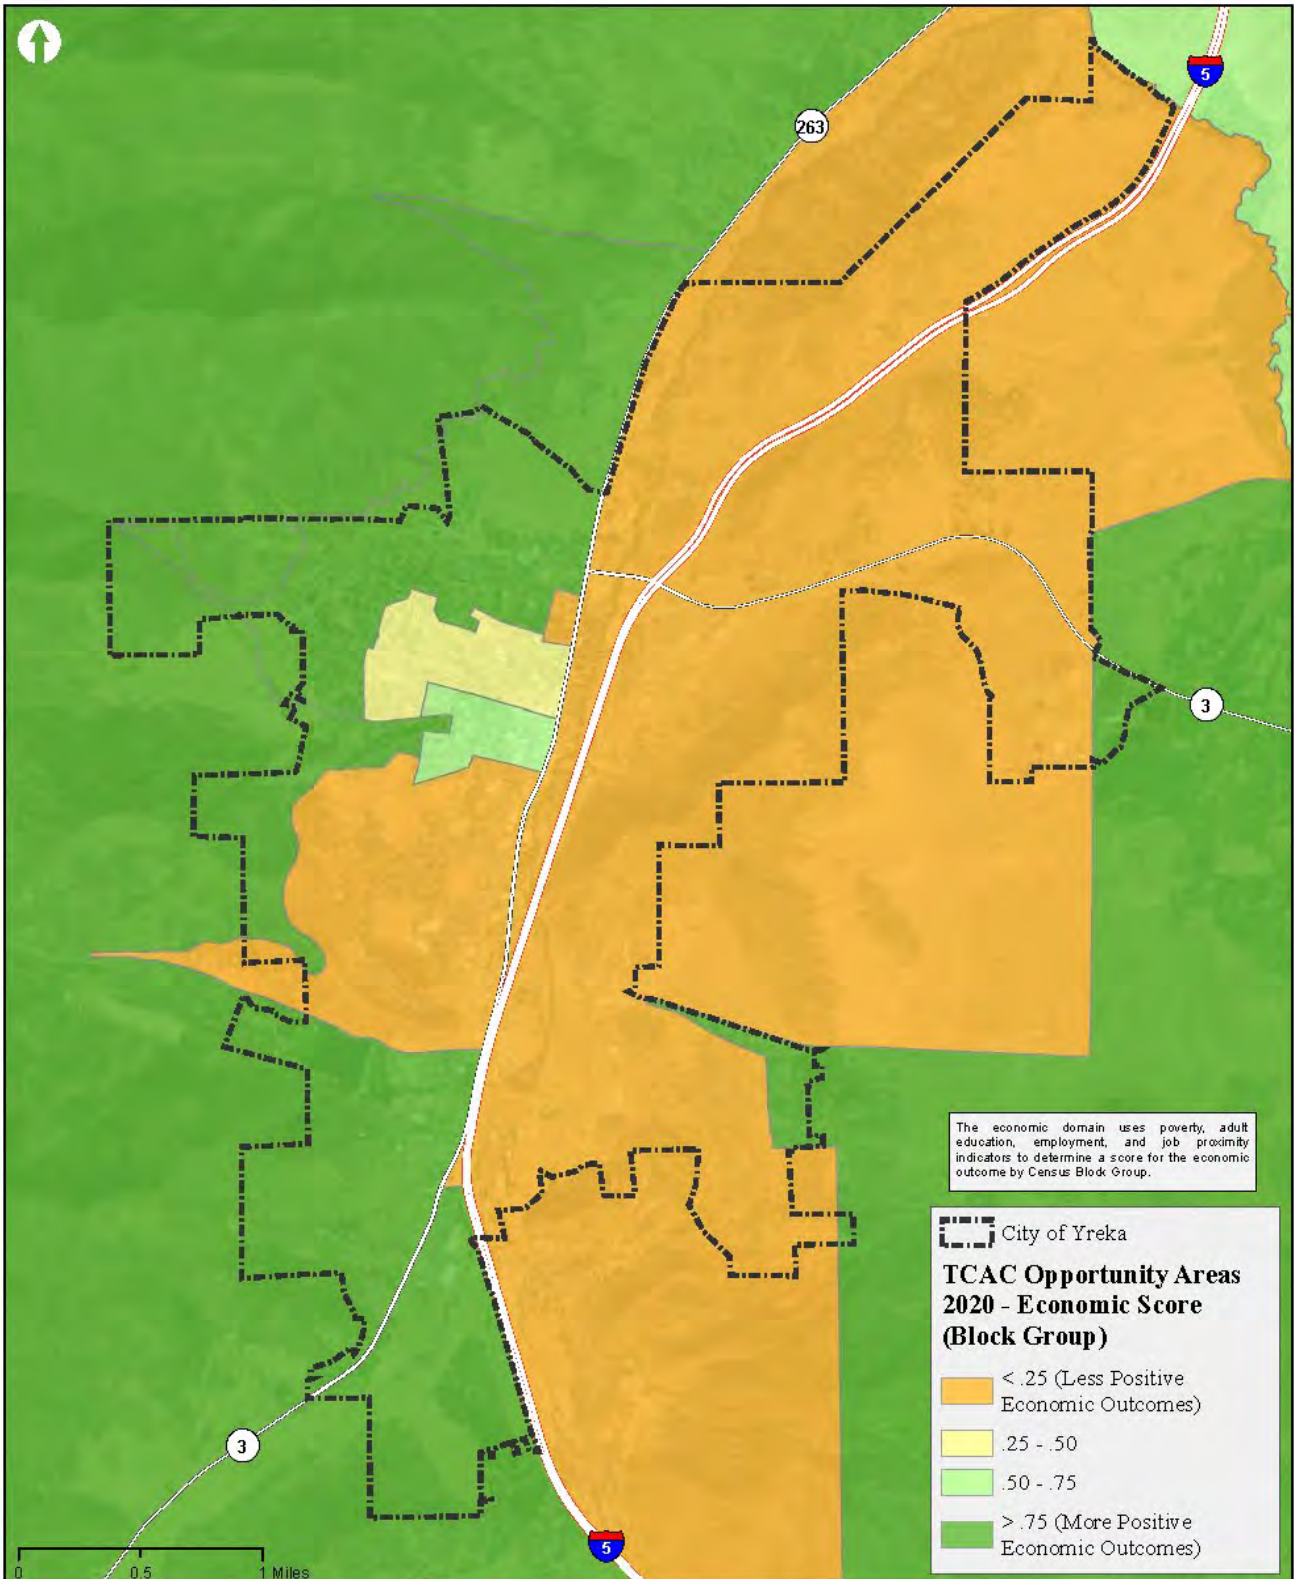 5
263
3
The economic domain uses poverty, adult
education, employment, and job proximity
indicators to determine a score for the economic
outcome by Census Block Group.
City of Yreka
TCAC Opportunity Areas
2020 - Economic Score
(Block Group)
< .25 (Less Positive
Economic Outcomes)
.25 - .50
.50 - .75
> .75 (More Positive
Economic Outcomes)
3
5
0 0.5 1 Miles